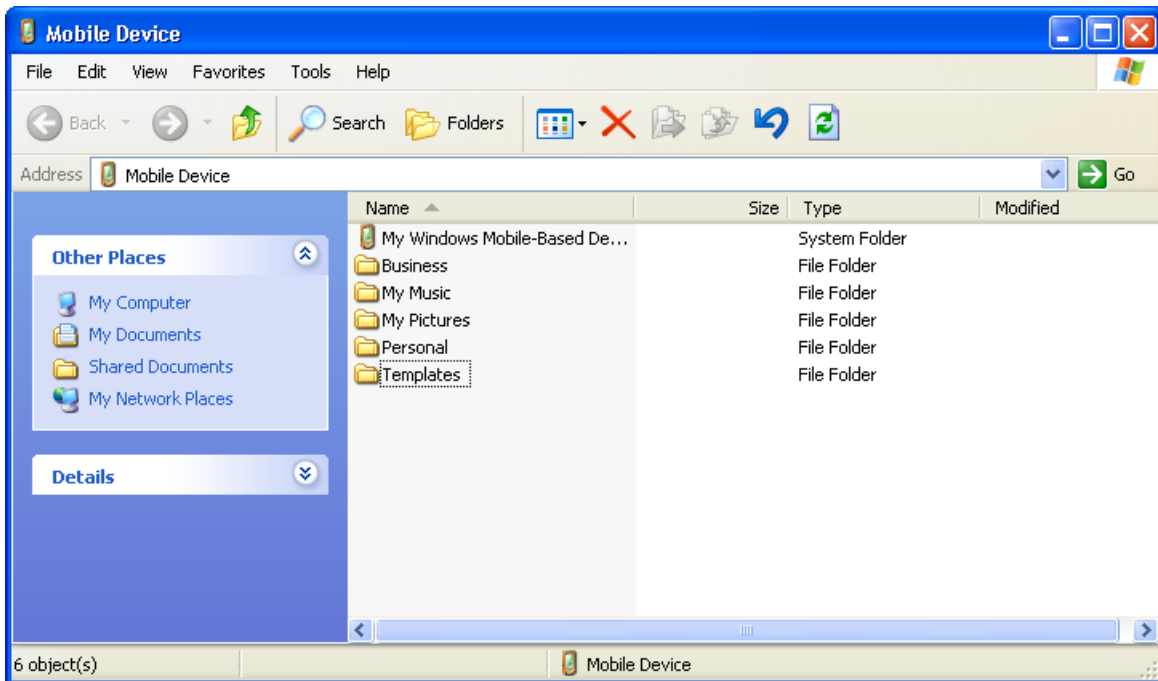 Mobile Device
File Edit View Favorites Tools Help
Back Search Folders
Address Mobile Device Go
Name Size Type Modified
Other Places
My Computer
My Documents
Shared Documents
My Network Places
Details
My Windows Mobile-Based De... System Folder
Business File Folder
My Music File Folder
My Pictures File Folder
Personal File Folder
Templates File Folder
6 object(s) Mobile Device